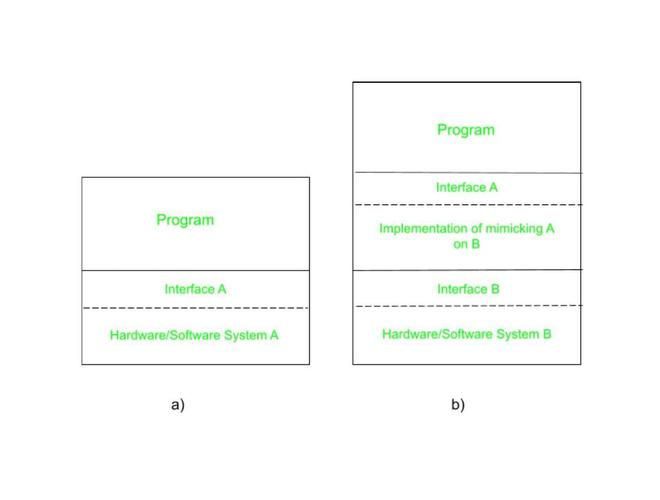 Program
Interface A
Hardware/Software System A
a)
Program
Interface A
Implementation of mimicking A
on B
Interface B
Hardware/Software System B
b)